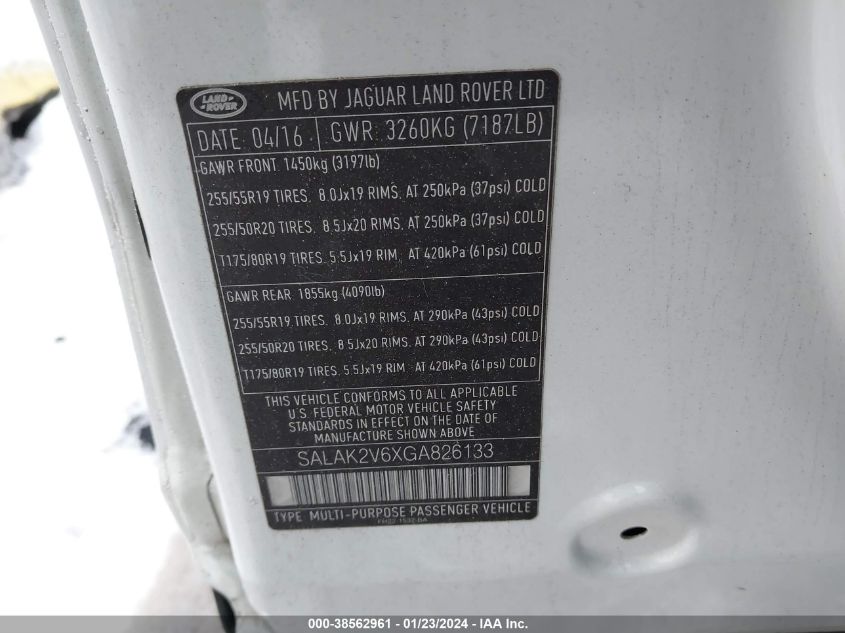 LAND ROVER
MFD BY JAGUAR LAND ROVER LTD
DATE 04/16 GWR 3260KG (7187LB)
GAWR FRONT 1450kg (3197lb)
255/55R19 TIRES. 8.0Jx19 RIMS. AT 250kPa (37psi) COLD
255/50R20 TIRES. 8.5Jx20 RIMS. AT 250kPa (37psi) COLD
T175/80R19 TIRES. 5.5Jx19 RIM. AT 420kPa (61psi) COLD
GAWR REAR 1855kg (4090lb)
255/55R19 TIRES. 8.0Jx19 RIMS. AT 290kPa (43psi) COLD
255/50R20 TIRES. 8.5Jx20 RIMS. AT 290kPa (43psi) COLD
T175/80R19 TIRES. 5.5Jx19 RIM AT 420kPa (61psi) COLD
THIS VEHICLE CONFORMS TO ALL APPLICABLE
U.S. FEDERAL MOTOR VEHICLE SAFETY
STANDARDS IN EFFECT ON THE DATE OF
MANUFACTURE SHOWN ABOVE
SALAK2V6XGA826133
TYPE MULTI-PURPOSE PASSENGER VEHICLE
000-38562961 - 01/23/2024 - IAA Inc.